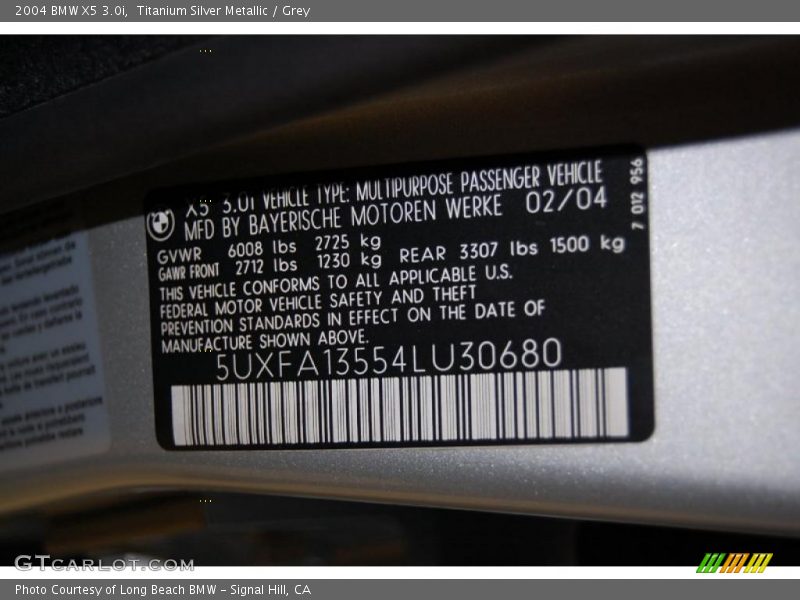 2004 BMW X5 3.0i,  Titanium Silver Metallic / Grey
X5 3.0I VEHICLE TYPE: MULTIPURPOSE PASSENGER VEHICLE
MFD BY BAYERISCHE MOTOREN WERKE 02/04
7 012 956
GVWR 6008 lbs 2725 kg
GAWR FRONT 2712 lbs 1230 kg REAR 3307 lbs 1500 kg
THIS VEHICLE CONFORMS TO ALL APPLICABLE U.S.
FEDERAL MOTOR VEHICLE SAFETY AND THEFT
PREVENTION STANDARDS IN EFFECT ON THE DATE OF
MANUFACTURE SHOWN ABOVE.
5UXFA13554LU30680
GTCARLOT.COM
Photo Courtesy of Long Beach BMW – Signal Hill, CA